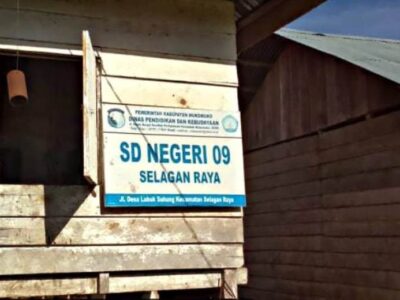 PEMERINTAH KABUPATEN MUKOMUKO
DINAS PENDIDIKAN DAN KEBUDAYAAN
SD NEGERI 09
SELAGAN RAYA
Jl. Desa Lubuk Sahung Kecamatan Selagan Raya